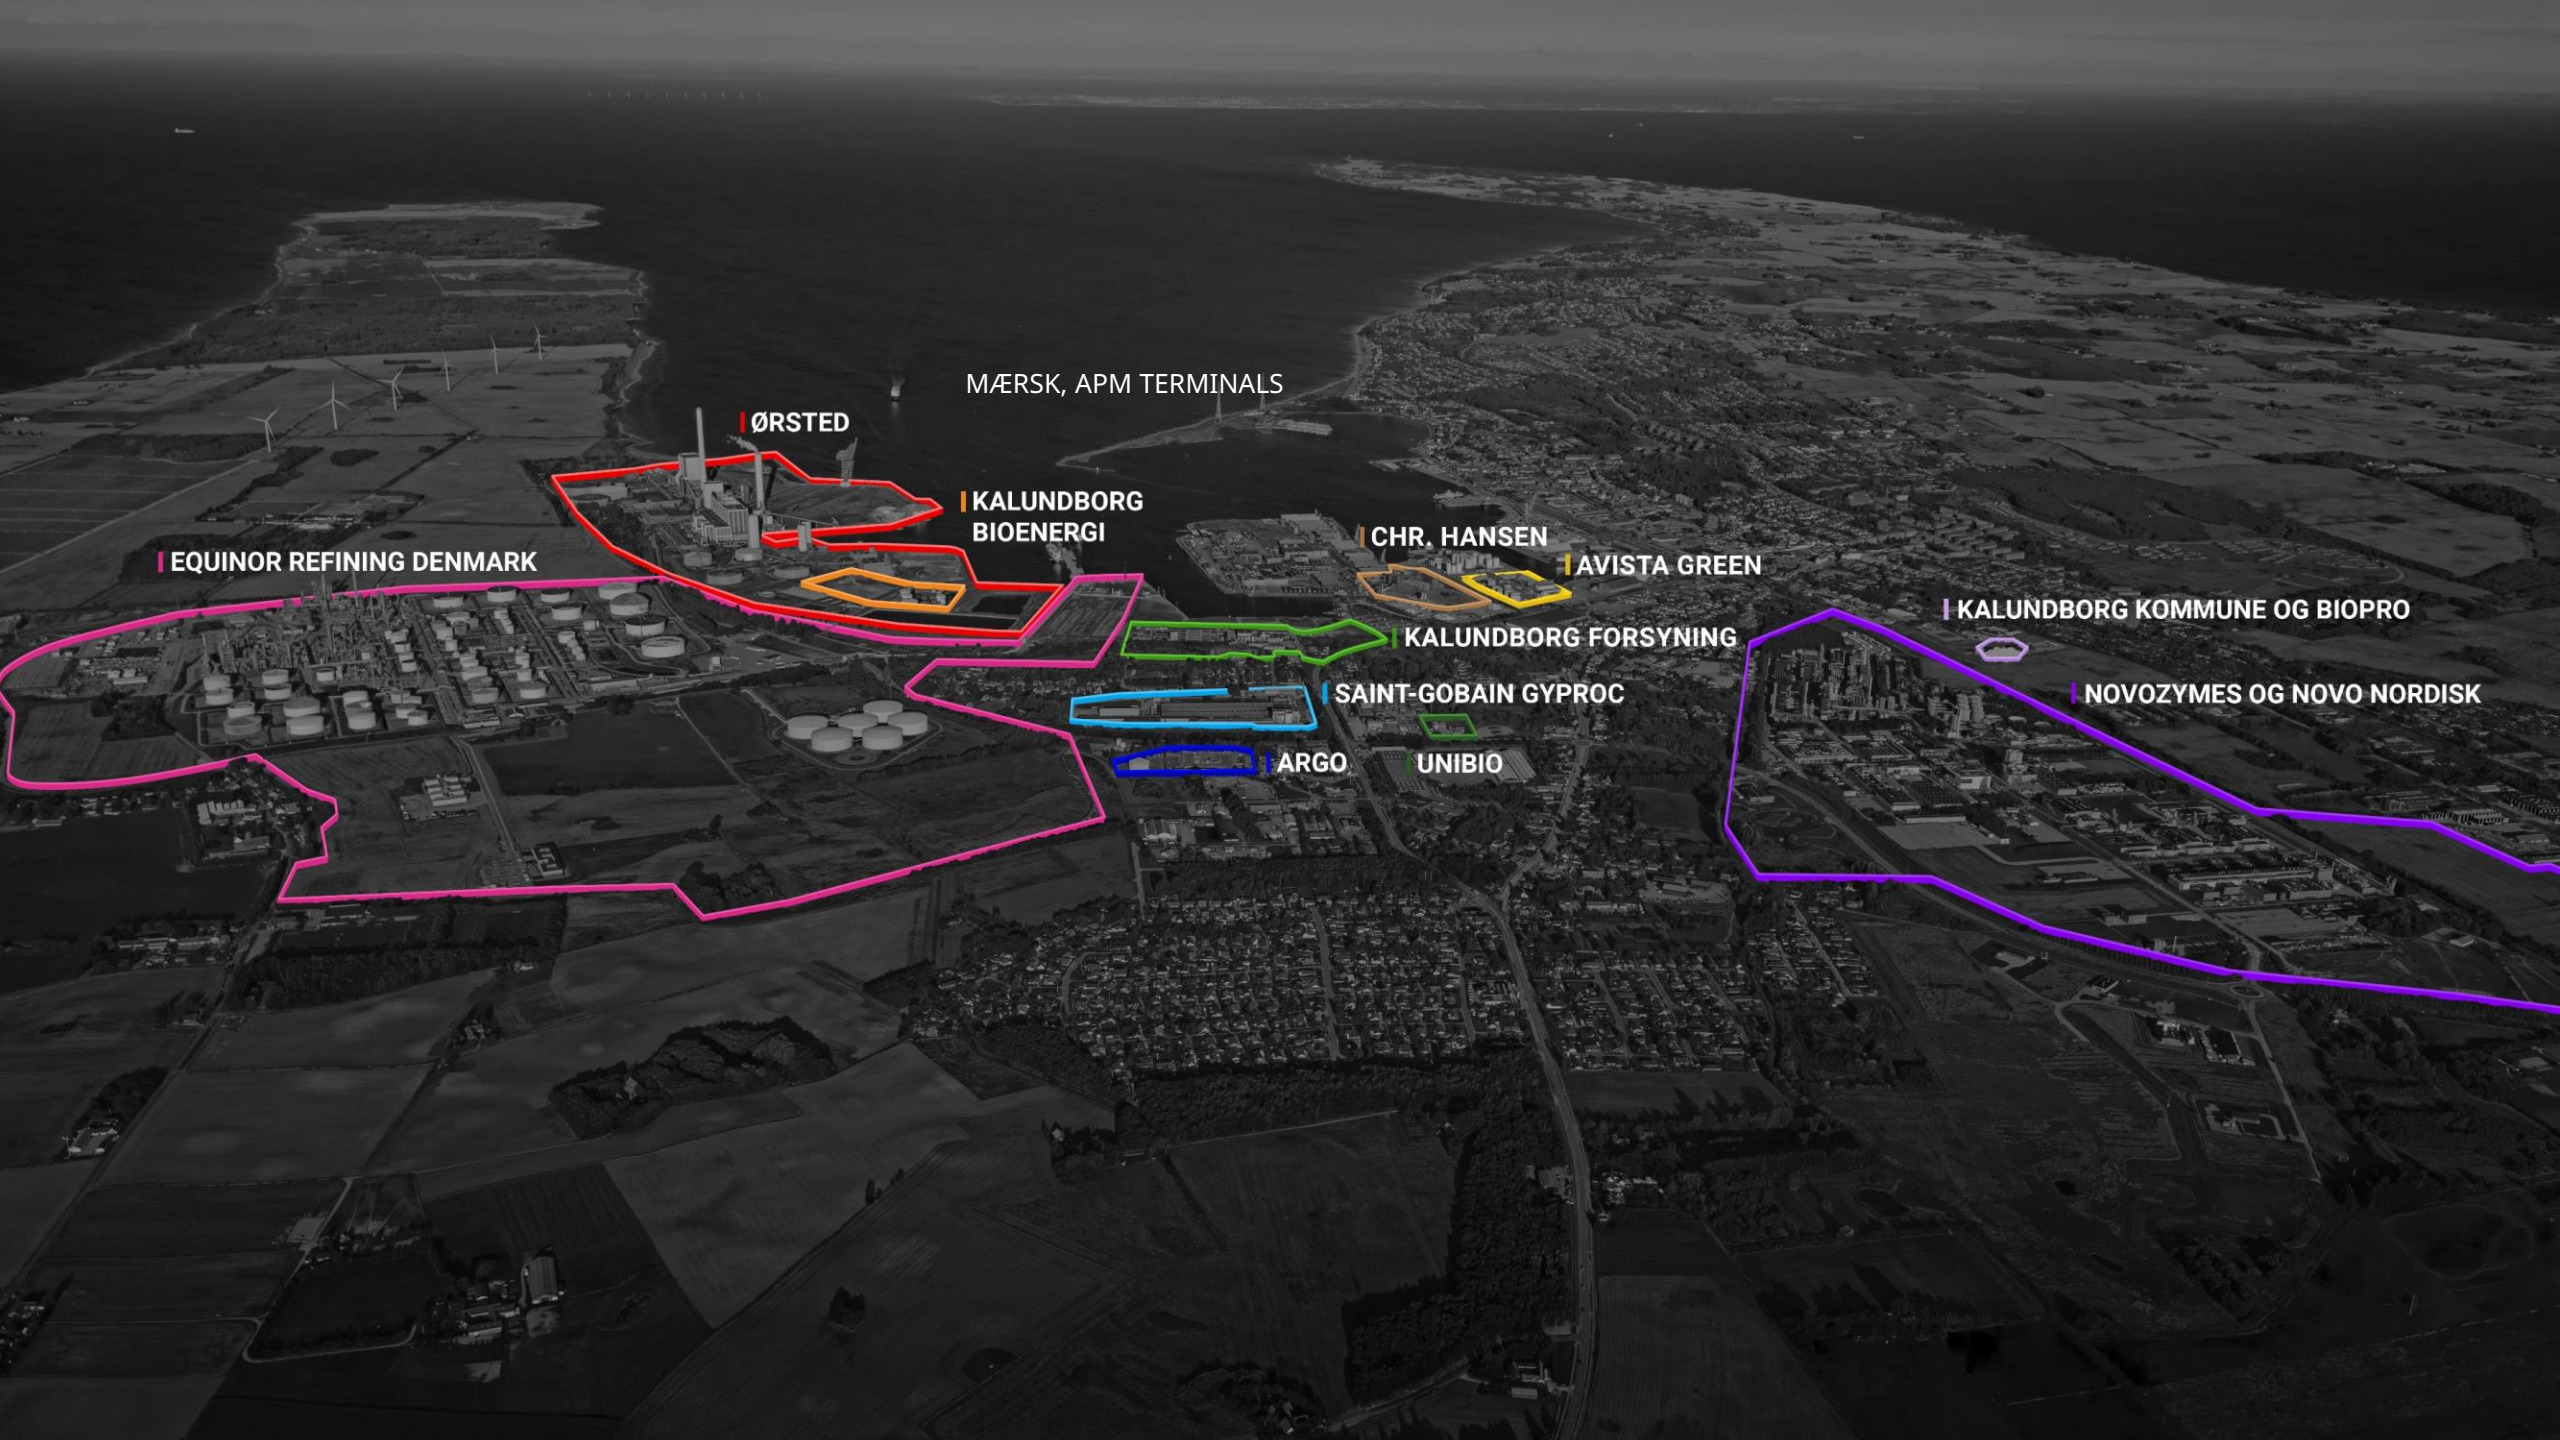 MÆRSK, APM TERMINALS
ØRSTED
KALUNDBORG
BIOENERGI
CHR. HANSEN
EQUINOR REFINING DENMARK
AVISTA GREEN
KALUNDBORG KOMMUNE OG BIOPRO
KALUNDBORG FORSYNING
SAINT-GOBAIN GYPROC
NOVOZYMES OG NOVO NORDISK
ARGO
UNIBIO